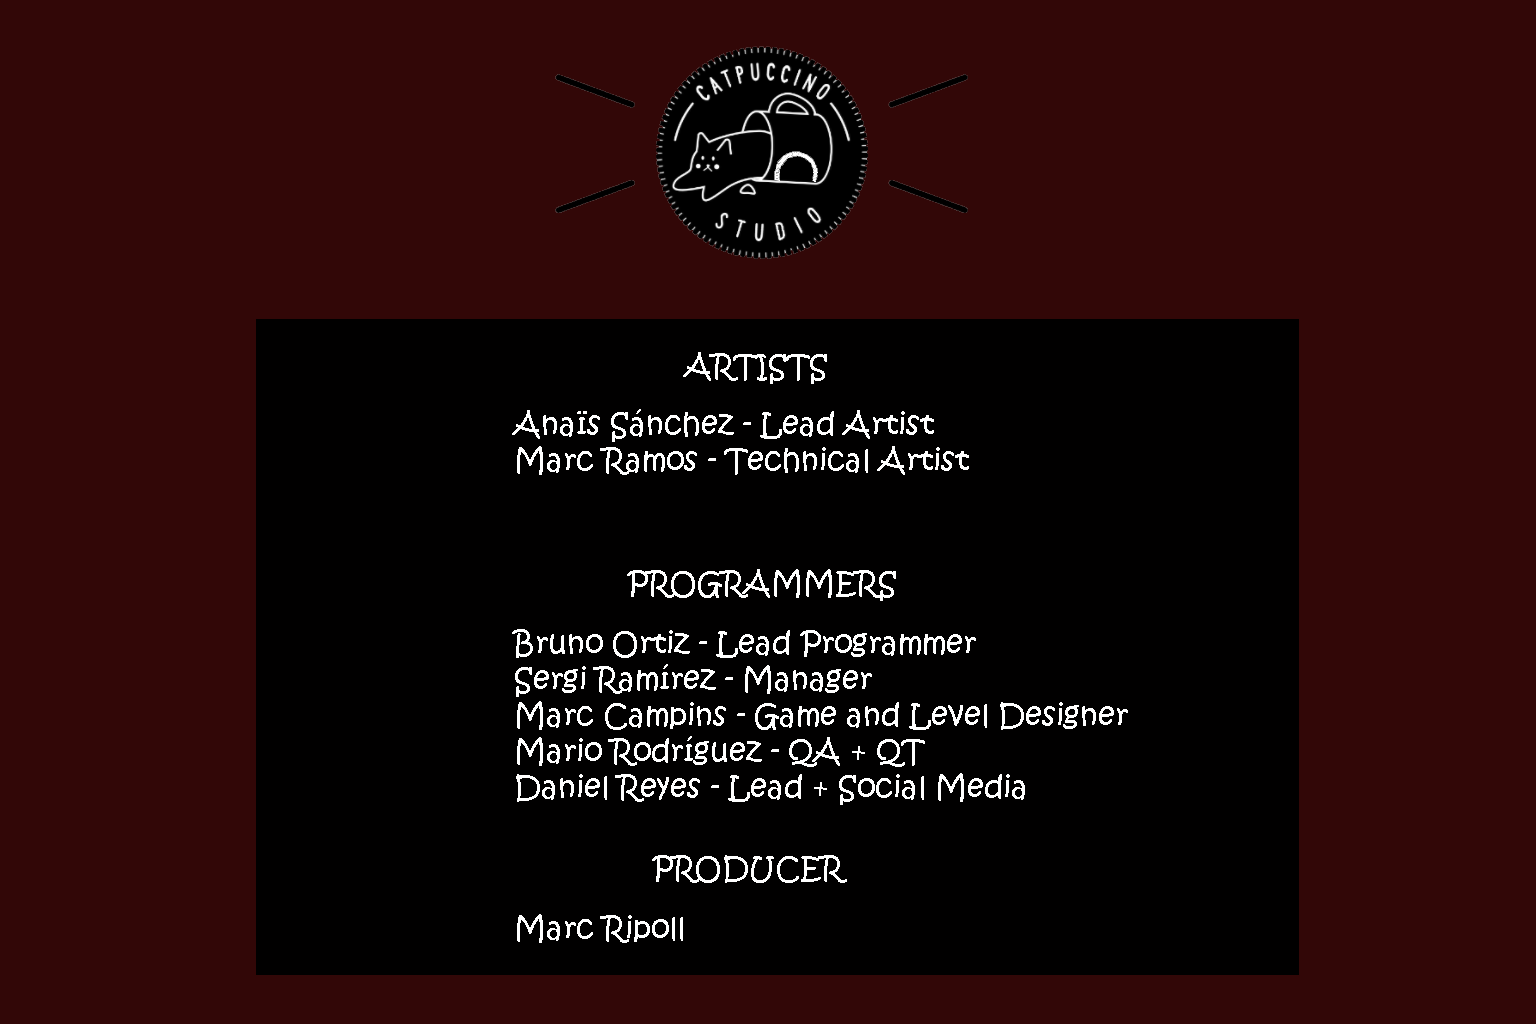 CATPUCCINO
STUDIO
ARTISTS
Anaïs Sánchez - Lead Artist
Marc Ramos - Technical Artist
PROGRAMMERS
Bruno Ortiz - Lead Programmer
Sergi Ramírez - Manager
Marc Campins - Game and Level Designer
Mario Rodríguez - QA + QT
Daniel Reyes - Lead + Social Media
PRODUCER
Marc Ripoll